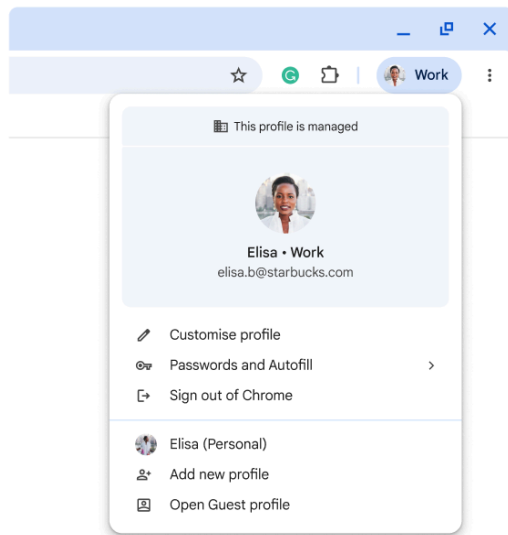 Work
This profile is managed
Elisa • Work
elisa.b@starbucks.com
Customise profile
Passwords and Autofill
Sign out of Chrome
Elisa (Personal)
Add new profile
Open Guest profile